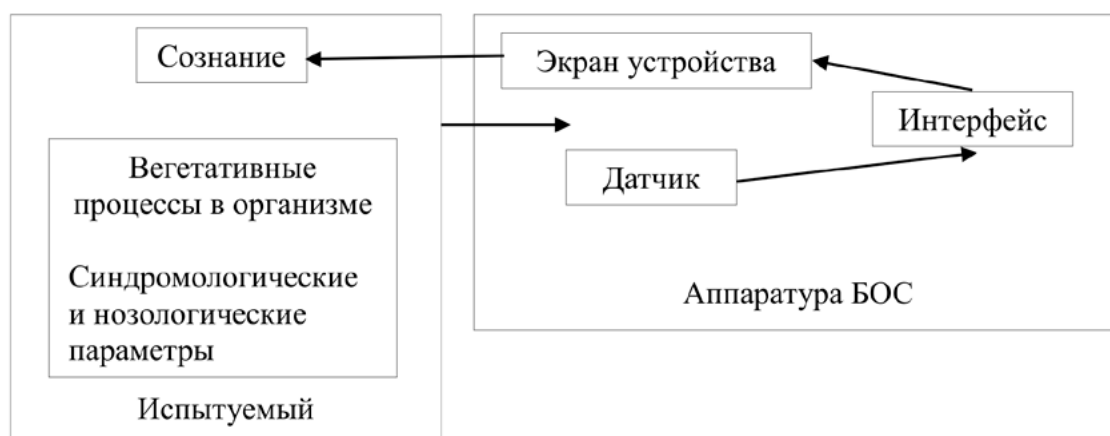 Сознание
Вегетативные
процессы в организме
Синдромологические
и нозологические
параметры
Испытуемый
Экран устройства
Интерфейс
Датчик
Аппаратура БОС